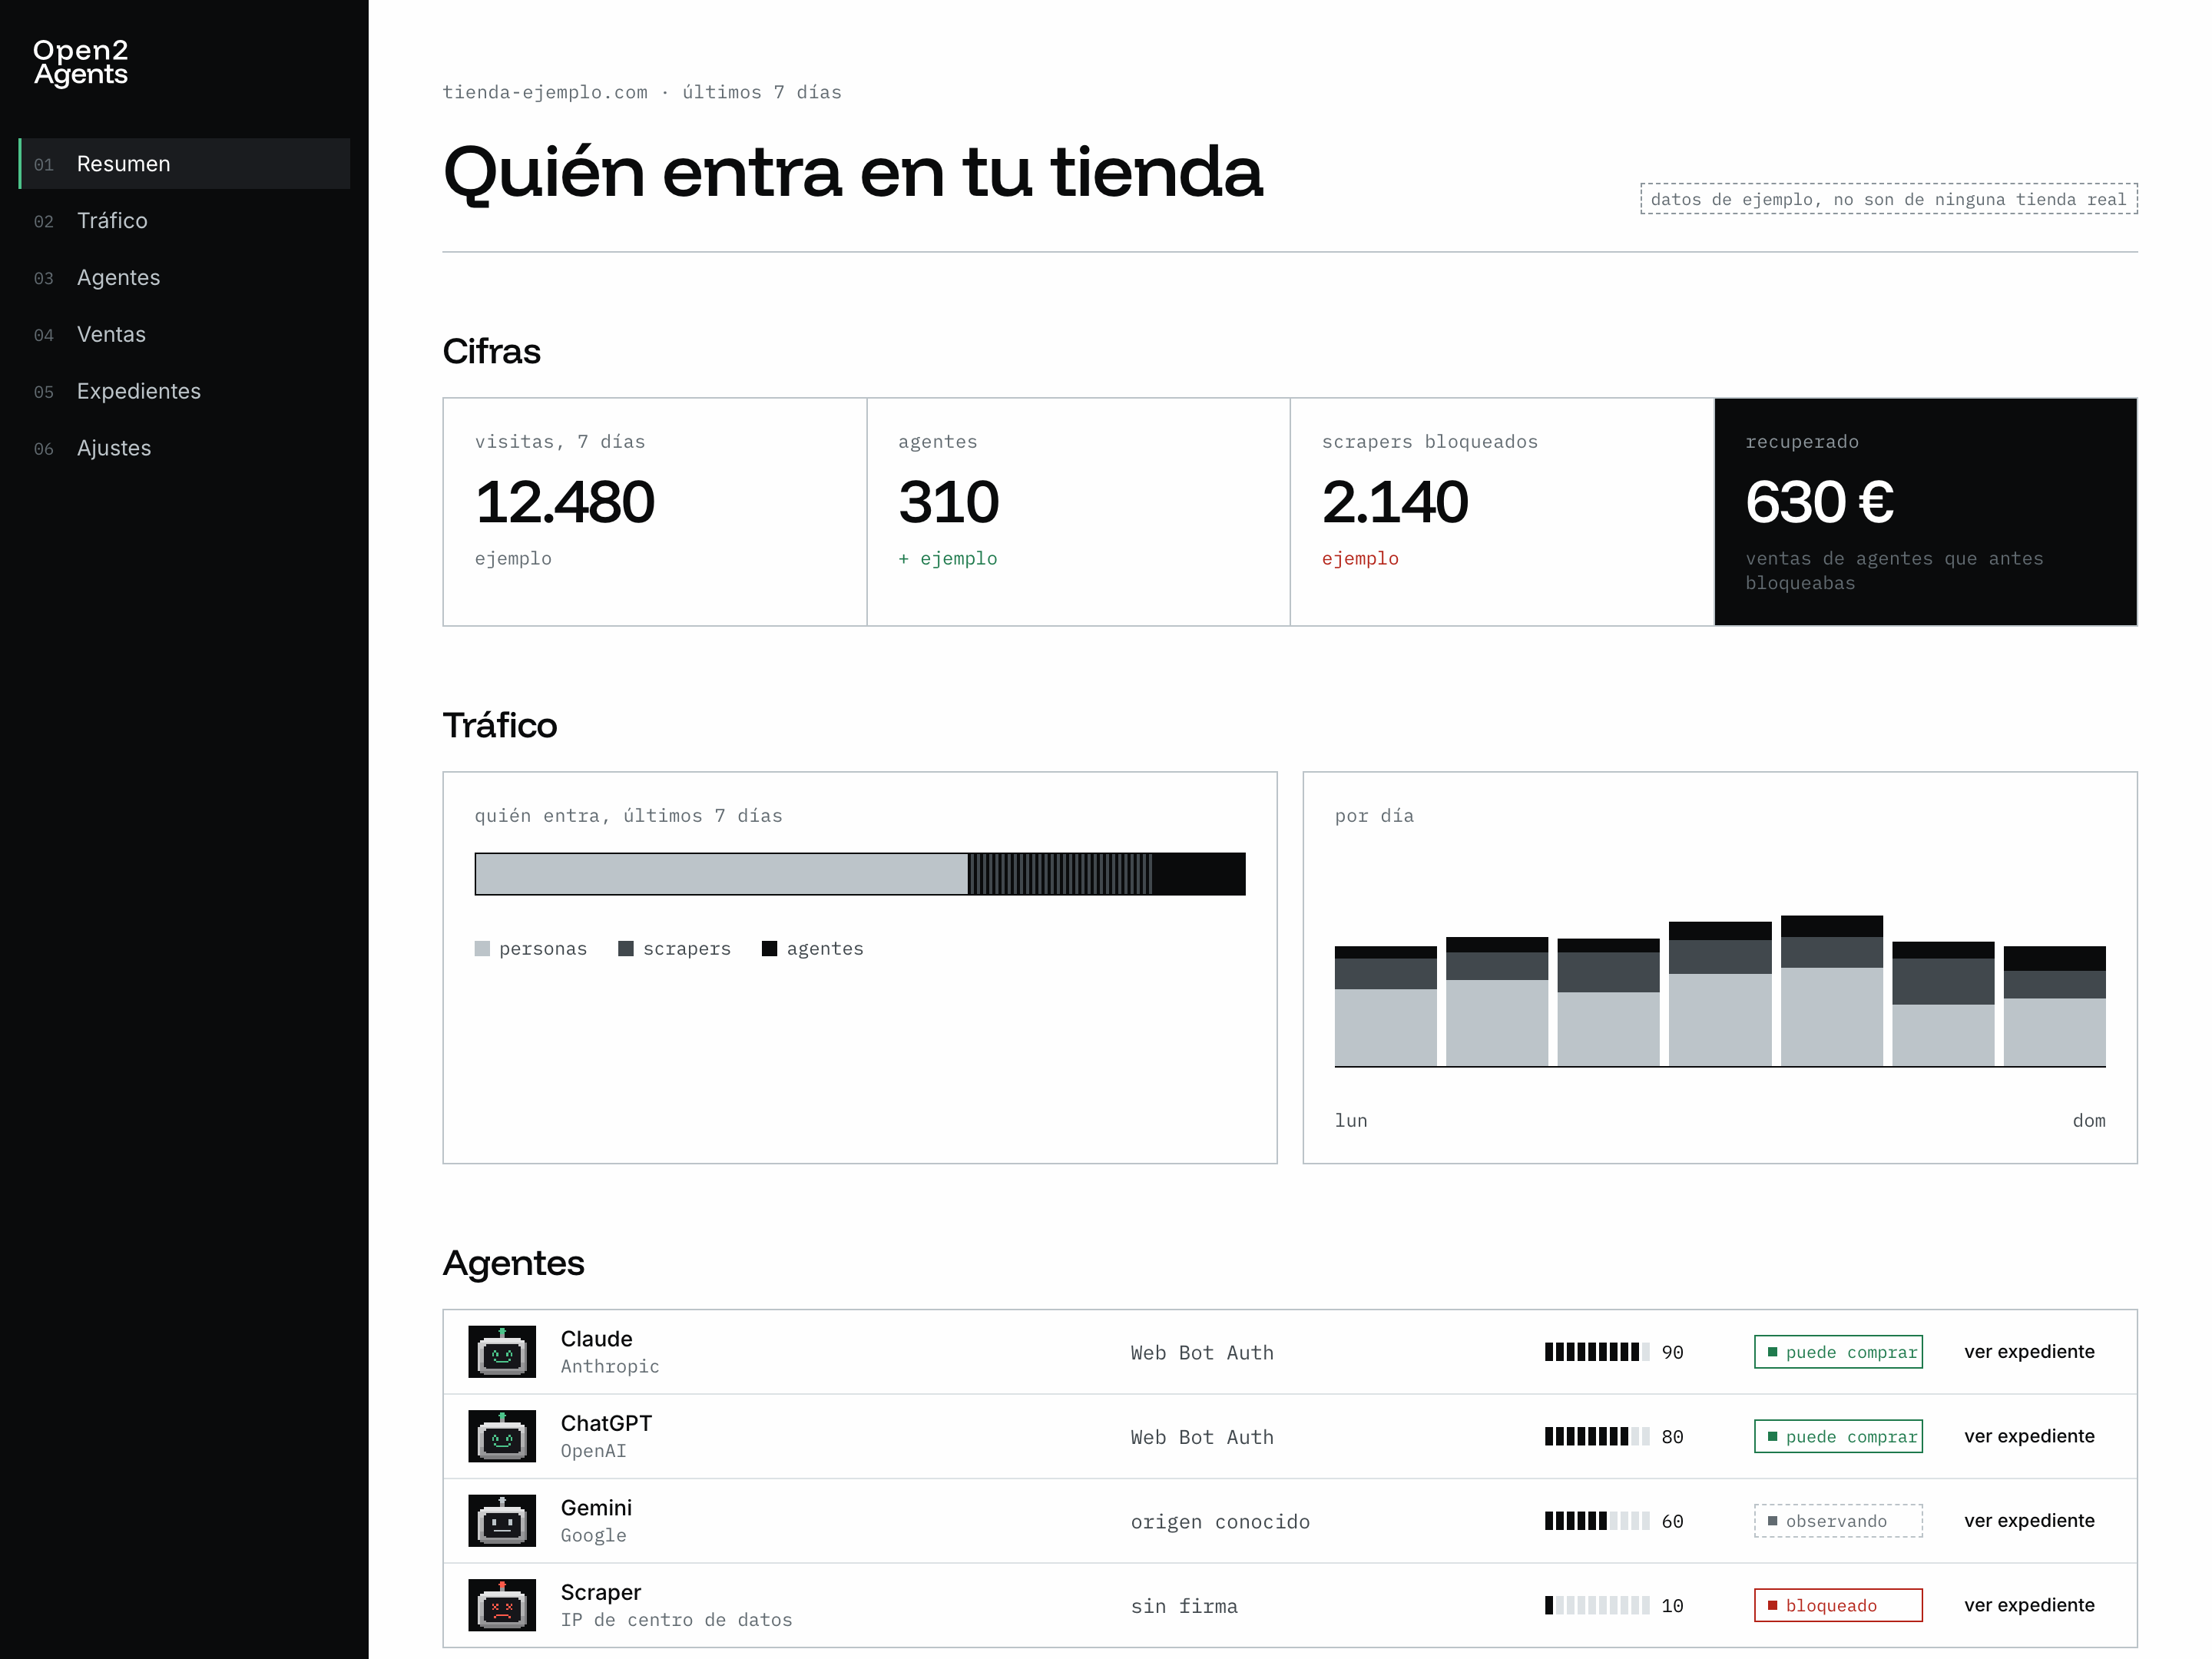 Open2
Agents
01 Resumen
02 Tráfico
03 Agentes
04 Ventas
05 Expedientes
06 Ajustes
tienda-ejemplo.com · últimos 7 días
Quién entra en tu tienda
datos de ejemplo, no son de ninguna tienda real
Cifras
visitas, 7 días
12.480
ejemplo
agentes
310
+ ejemplo
scrapers bloqueados
2.140
ejemplo
recuperado
630 €
ventas de agentes que antes
bloqueabas
Tráfico
quién entra, últimos 7 días
personas scrapers agentes
por día
lun dom
Agentes
Claude
Anthropic
Web Bot Auth 90 puede comprar ver expediente
ChatGPT
OpenAI
Web Bot Auth 80 puede comprar ver expediente
Gemini
Google
origen conocido 60 observando ver expediente
Scraper
IP de centro de datos
sin firma 10 bloqueado ver expediente